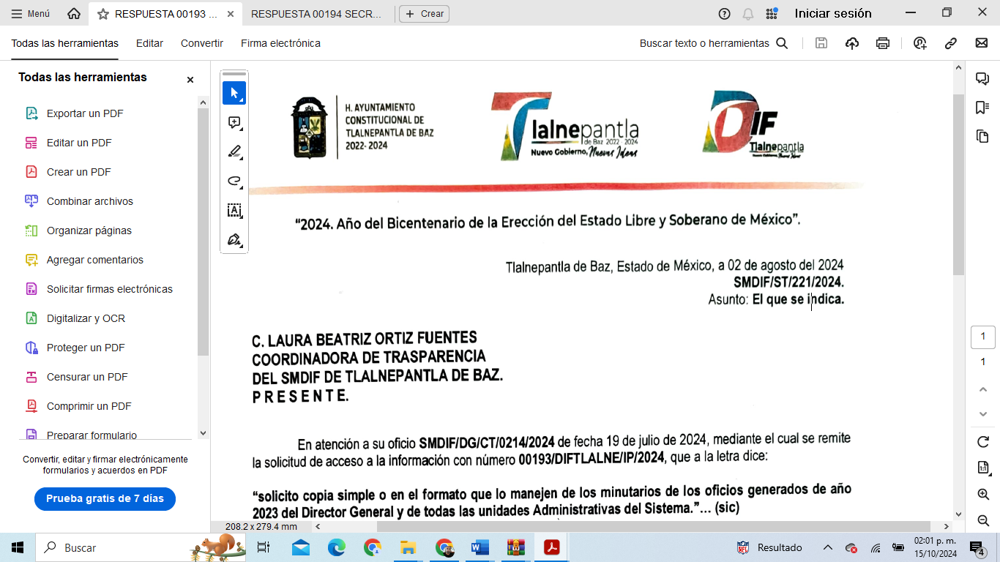 Menú
RESPUESTA 00193 ...
RESPUESTA 00194 SECR...
Crear
Iniciar sesión
Todas las herramientas
Editar
Convertir
Firma electrónica
Buscar texto o herramientas
Todas las herramientas
Exportar un PDF
Editar un PDF
Crear un PDF
Combinar archivos
Organizar páginas
Agregar comentarios
Solicitar firmas electrónicas
Digitalizar y OCR
Proteger un PDF
Censurar un PDF
Comprimir un PDF
Preparar formulario
Convertir, editar y firmar electrónicamente
formularios y acuerdos en PDF
Prueba gratis de 7 días
H. AYUNTAMIENTO
CONSTITUCIONAL DE
TLALNEPANTLA DE BAZ
2022- 2024
Tlalnepantla
de Baz 2022 - 2024
Nuevo Gobierno, Nuevas Ideas
DIF
Tlalnepantla
Nuevo Gobierno, Nuevas Ideas
“2024. Año del Bicentenario de la Erección del Estado Libre y Soberano de México”.
Tlalnepantla de Baz, Estado de México, a 02 de agosto del 2024
SMDIF/ST/221/2024.
Asunto: El que se indica.
C. LAURA BEATRIZ ORTIZ FUENTES
COORDINADORA DE TRASPARENCIA
DEL SMDIF DE TLALNEPANTLA DE BAZ.
P R E S E N T E.
En atención a su oficio SMDIF/DG/CT/0214/2024 de fecha 19 de julio de 2024, mediante el cual se remite
la solicitud de acceso a la información con número 00193/DIFTLALNE/IP/2024, que a la letra dice:
“solicito copia simple o en el formato que lo manejen de los minutarios de los oficios generados de año
2023 del Director General y de todas las unidades Administrativas del Sistema.”... (sic)
208.2 x 279.4 mm
1
1
1:1
Buscar
Resultado
02:01 p. m.
15/10/2024
4